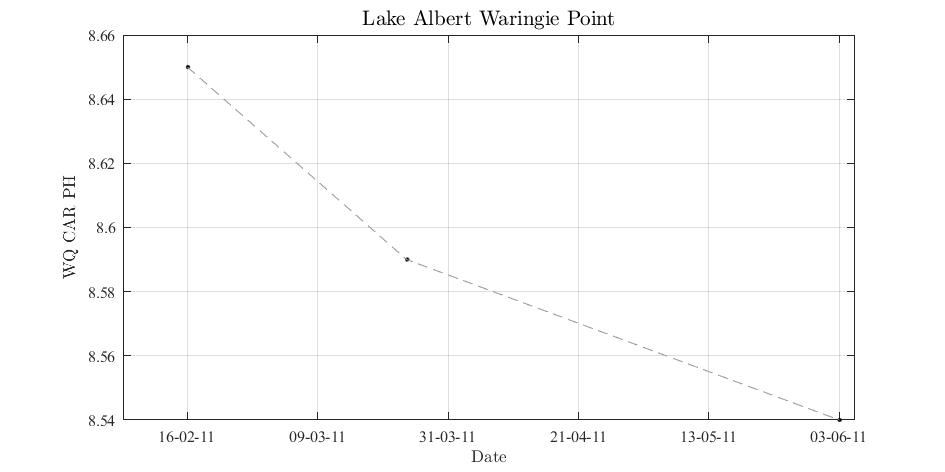 Lake Albert Waringie Point
8.66
8.64
8.62
8.6
8.58
8.56
8.54
WQ CAR PH
16-02-11 09-03-11 31-03-11 21-04-11 13-05-11 03-06-11
Date